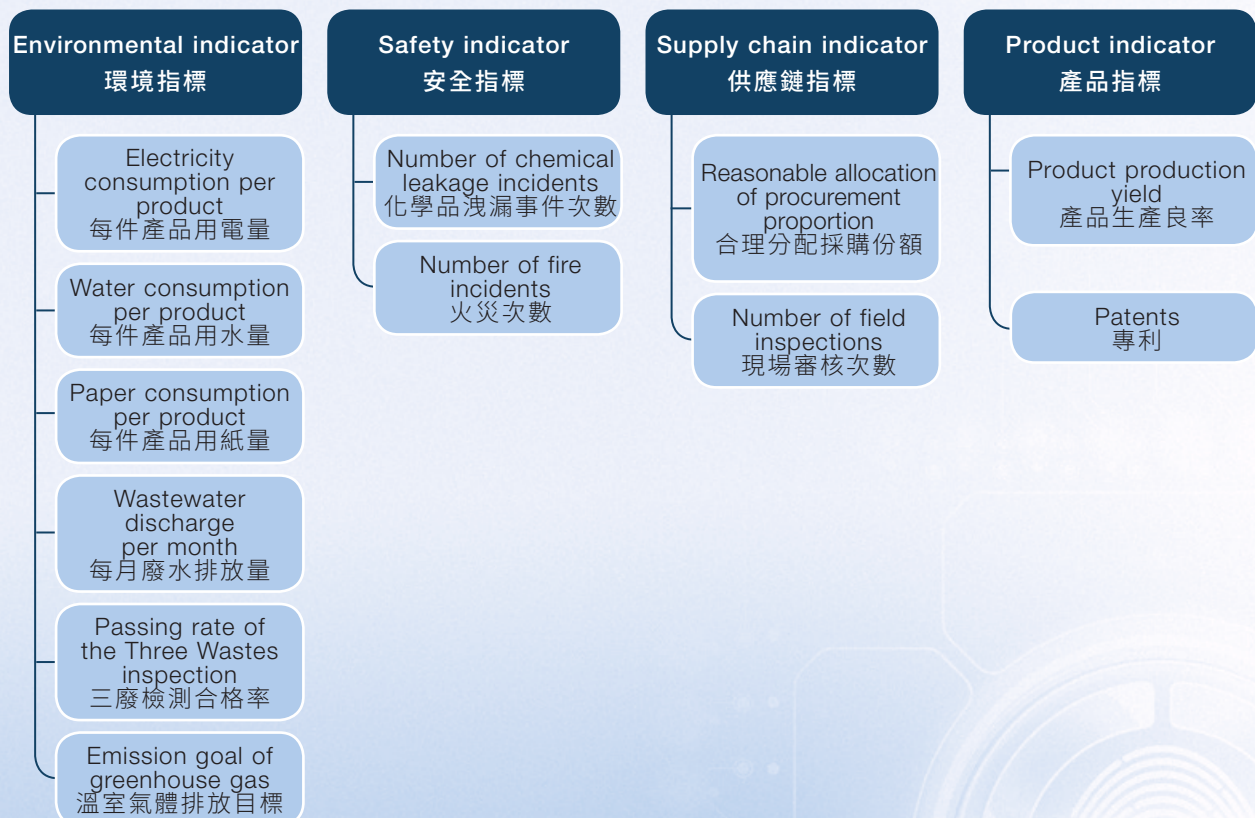 Environmental indicator
環境指標
Electricity
consumption per
product
每件產品用電量
Water consumption
per product
每件產品用水量
Paper consumption
per product
每件產品用紙量
Wastewater
discharge
per month
每月廢水排放量
Passing rate of
the Three Wastes
inspection
三廢檢測合格率
Emission goal of
greenhouse gas
溫室氣體排放目標
Safety indicator
安全指標
Number of chemical
leakage incidents
化學品洩漏事件次數
Number of fire
incidents
火災次數
Supply chain indicator
供應鏈指標
Reasonable allocation
of procurement
proportion
合理分配採購份額
Number of field
inspections
現場審核次數
Product indicator
產品指標
Product production
yield
產品生產良率
Patents
專利